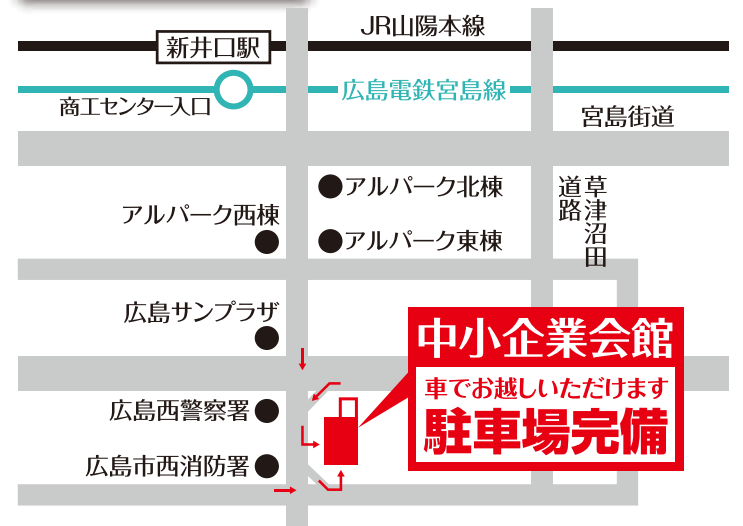 JR山陽本線
新井口駅
広島電鉄宮島線
商工センター入口
宮島街道
アルパーク北棟
草津沼田
道路
アルパーク西棟
アルパーク東棟
広島サンプラザ
中小企業会館
車でお越しいただけます
駐車場完備
広島西警察署
広島市西消防署